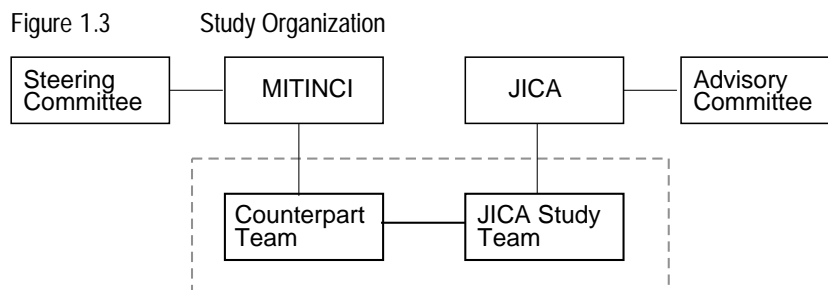 Figure 1.3 Study Organization
Steering
Committee
MITINCI
JICA
Advisory
Committee
Counterpart
Team
JICA Study
Team